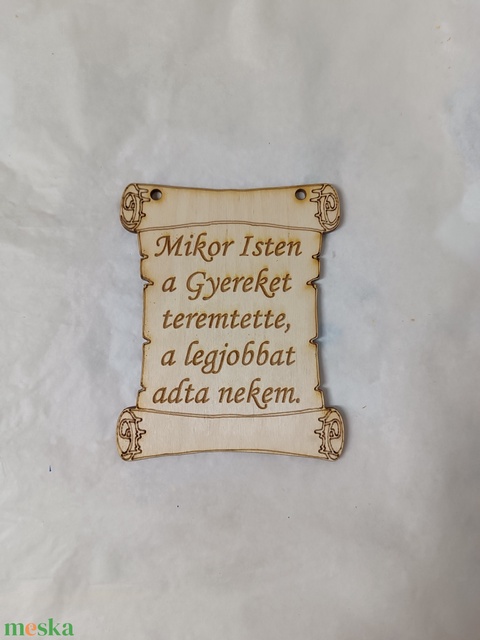 Mikor Isten
a Gyereket
teremtette,
a legjobbat
adta nekem.
meska